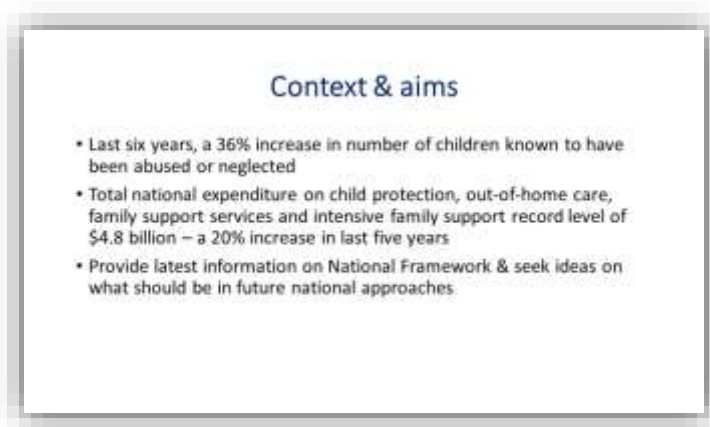 Context & aims
• Last six years, a 36% increase in number of children known to have
been abused or neglected
• Total national expenditure on child protection, out-of-home care,
family support services and intensive family support record level of
$4.8 billion – a 20% increase in last five years
• Provide latest information on National Framework & seek ideas on
what should be in future national approaches